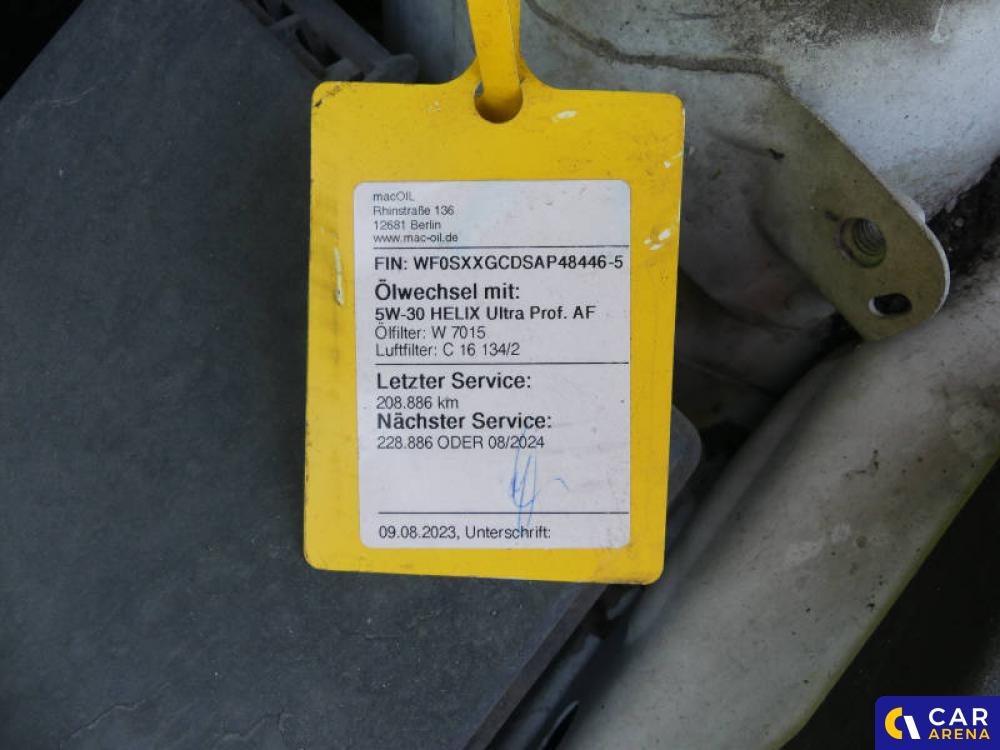 macOIL
Rhinstraße 136
12681 Berlin
www.mac-oil.de
FIN: WF0SXXGCDSAP48446-5
Ölwechsel mit:
5W-30 HELIX Ultra Prof. AF
Ölfilter: W 7015
Luftfilter: C 16 134/2
Letzter Service:
208.886 km
Nächster Service:
228.886 ODER 08/2024
09.08.2023, Unterschrift:
CAR
ARENA